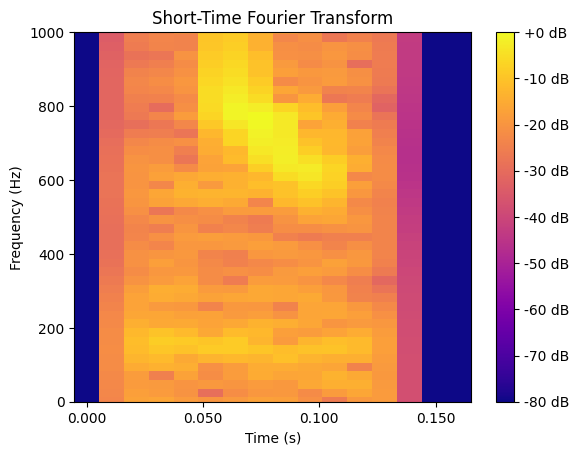 Short-Time Fourier Transform
1000
800
600
400
200
0
Frequency (Hz)
0.000
0.050
0.100
0.150
Time (s)
+0 dB
-10 dB
-20 dB
-30 dB
-40 dB
-50 dB
-60 dB
-70 dB
-80 dB